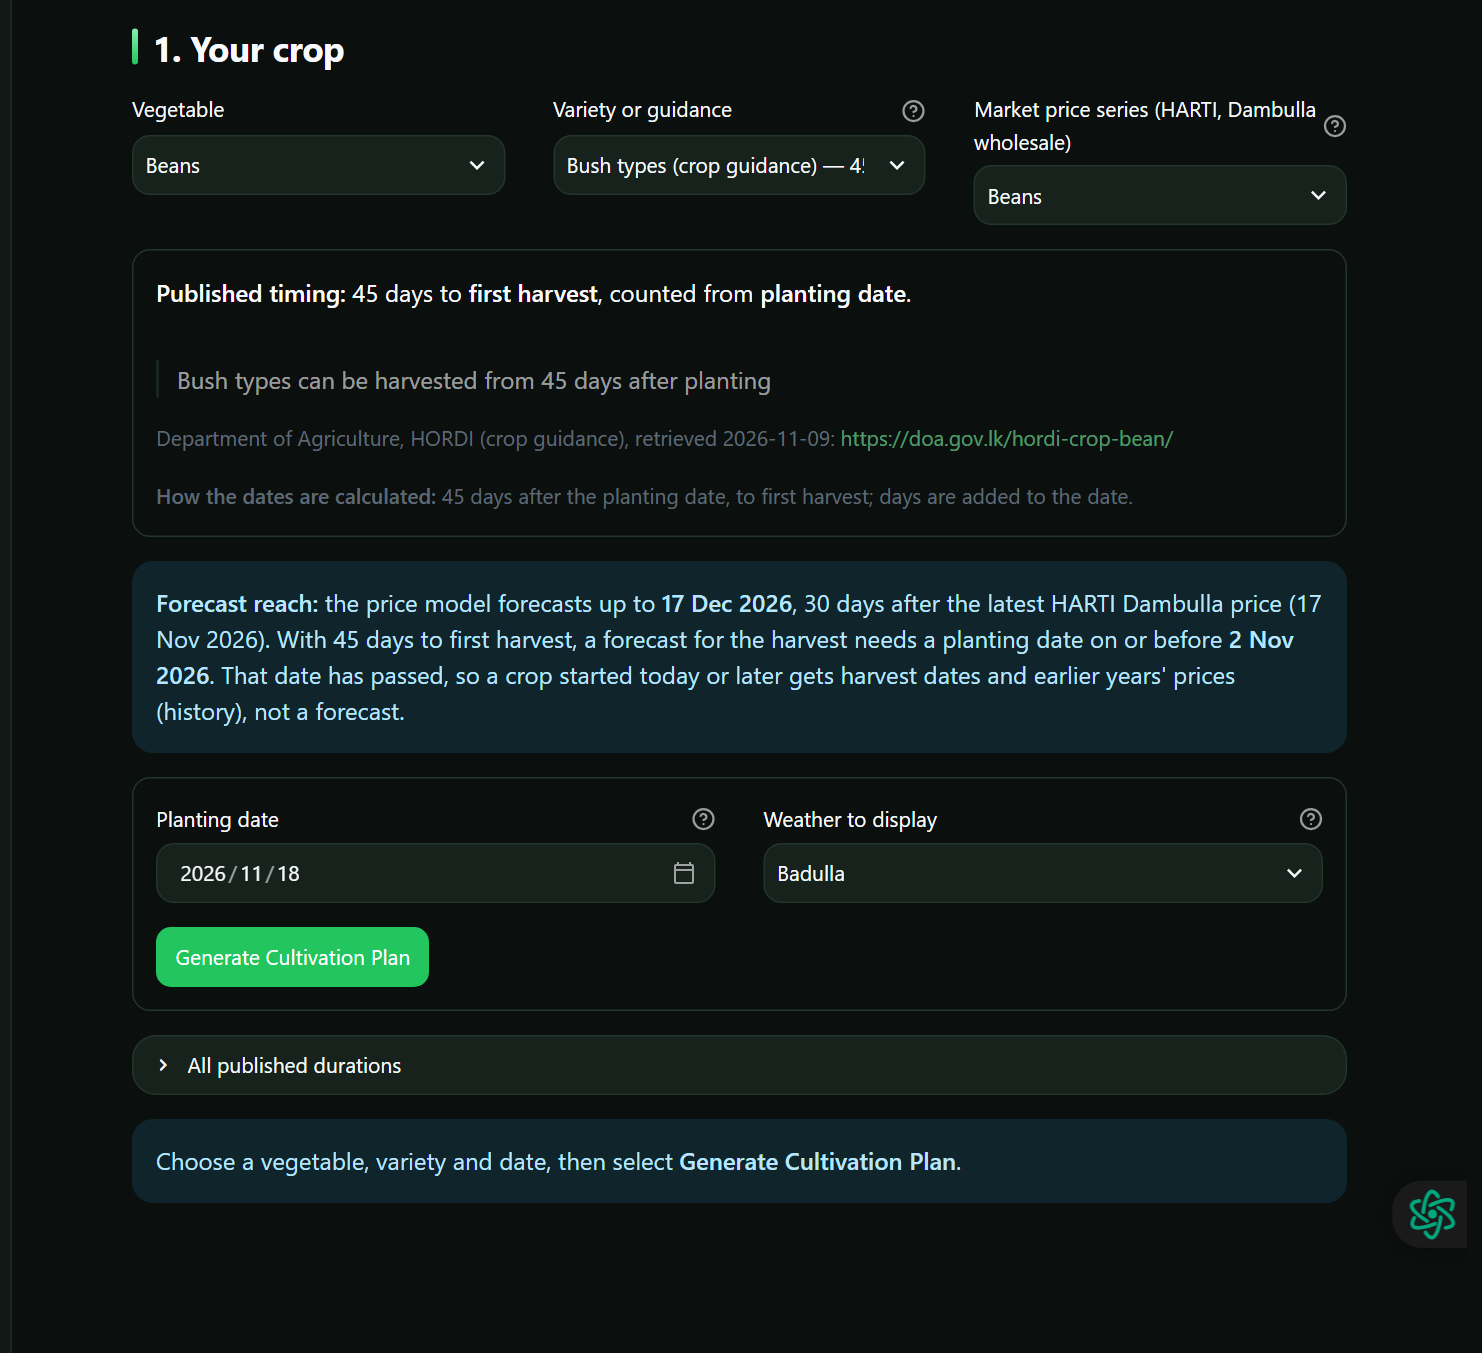 1. Your crop
Vegetable
Variety or guidance
Market price series (HARTI, Dambulla
wholesale)
Beans
Bush types (crop guidance) — 4
Beans
Published timing: 45 days to first harvest, counted from planting date.
Bush types can be harvested from 45 days after planting
Department of Agriculture, HORDI (crop guidance), retrieved 2026-11-09: https://doa.gov.lk/hordi-crop-bean/
How the dates are calculated: 45 days after the planting date, to first harvest; days are added to the date.
Forecast reach: the price model forecasts up to 17 Dec 2026, 30 days after the latest HARTI Dambulla price (17
Nov 2026). With 45 days to first harvest, a forecast for the harvest needs a planting date on or before 2 Nov
2026. That date has passed, so a crop started today or later gets harvest dates and earlier years' prices
(history), not a forecast.
Planting date
Weather to display
2026/11/18
Badulla
Generate Cultivation Plan
All published durations
Choose a vegetable, variety and date, then select Generate Cultivation Plan.